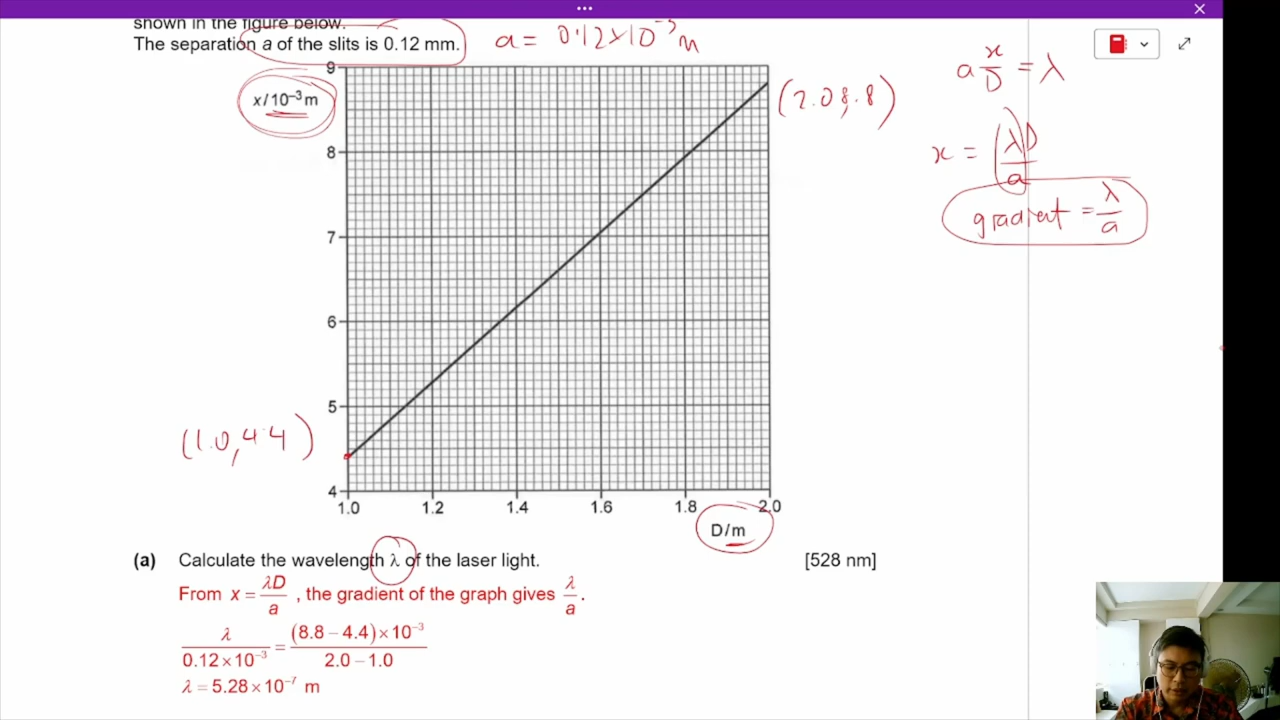 shown in the figure below.
The separation a of the slits is 0.12 mm.
a = 0.12×10⁻³ m
a x/D = λ
x = (λD/a)
gradient = λ/a
x/10⁻³ m
(2.0, 8.8)
9
8
7
6
5
4
(1.0, 4.4)
1.0 1.2 1.4 1.6 1.8 2.0
D/m
(a) Calculate the wavelength λ of the laser light. [528 nm]
From x = λD/a , the gradient of the graph gives λ/a .
λ/(0.12×10⁻³) = (8.8 – 4.4)×10⁻³/(2.0 – 1.0)
λ = 5.28×10⁻⁷ m